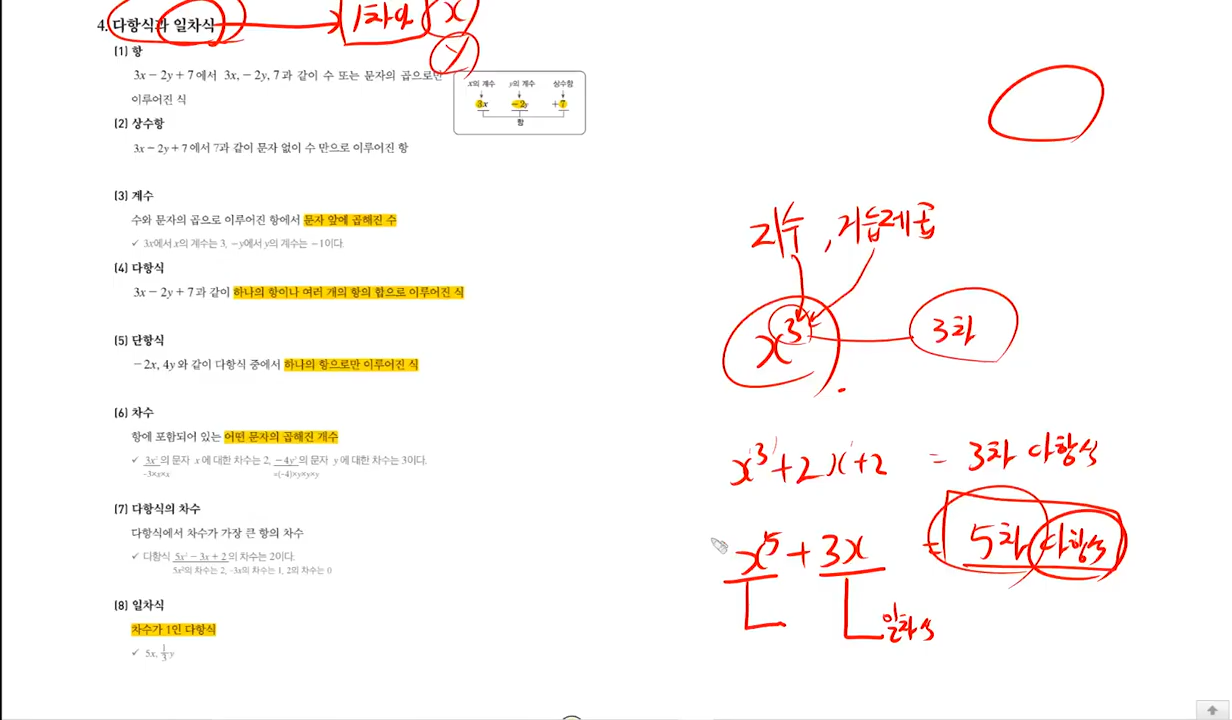 4. 다항식과 일차식
1차인 x
y
(1) 항
3x − 2y + 7 에서 3x, − 2y, 7과 같이 수 또는 문자의 곱으로만
이루어진 식
x의 계수 y의 계수 상수항
3x −2y +7
항
(2) 상수항
3x − 2y + 7 에서 7과 같이 문자 없이 수 만으로 이루어진 항
(3) 계수
수와 문자의 곱으로 이루어진 항에서 문자 앞에 곱해진 수
✓ 3x에서 x의 계수는 3, −y에서 y의 계수는 −1이다.
(4) 다항식
3x − 2y + 7과 같이 하나의 항이나 여러 개의 항의 합으로 이루어진 식
(5) 단항식
− 2x, 4y와 같이 다항식 중에서 하나의 항으로만 이루어진 식
(6) 차수
항에 포함되어 있는 어떤 문자의 곱해진 개수
✓ 3x²의 문자 x에 대한 차수는 2, −4y³의 문자 y에 대한 차수는 3이다.
-3×x×x =(-4)×y×y×y
(7) 다항식의 차수
다항식에서 차수가 가장 큰 항의 차수
✓ 다항식 5x² − 3x + 2의 차수는 2이다.
5x²의 차수는 2, -3x의 차수는 1, 2의 차수는 0
(8) 일차식
차수가 1인 다항식
✓ 5x, 1/3 y
지수, 거듭제곱
x³ 3차
x³ + 2x + 2 = 3차 다항식
x⁵ + 3x = 5차 다항식
일차식